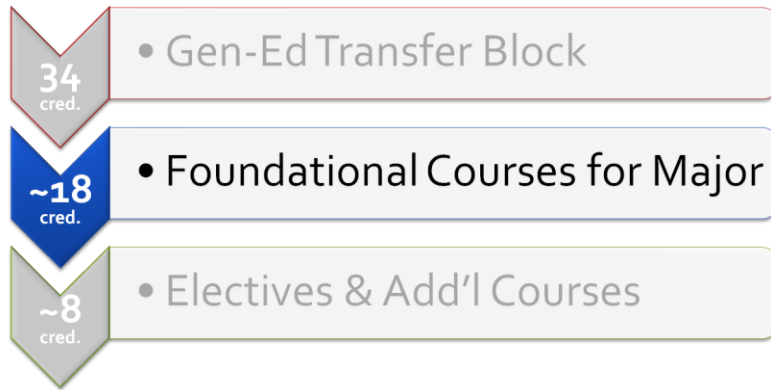 34
cred.
• Gen-Ed Transfer Block
~18
cred.
• Foundational Courses for Major
~8
cred.
• Electives & Add'l Courses